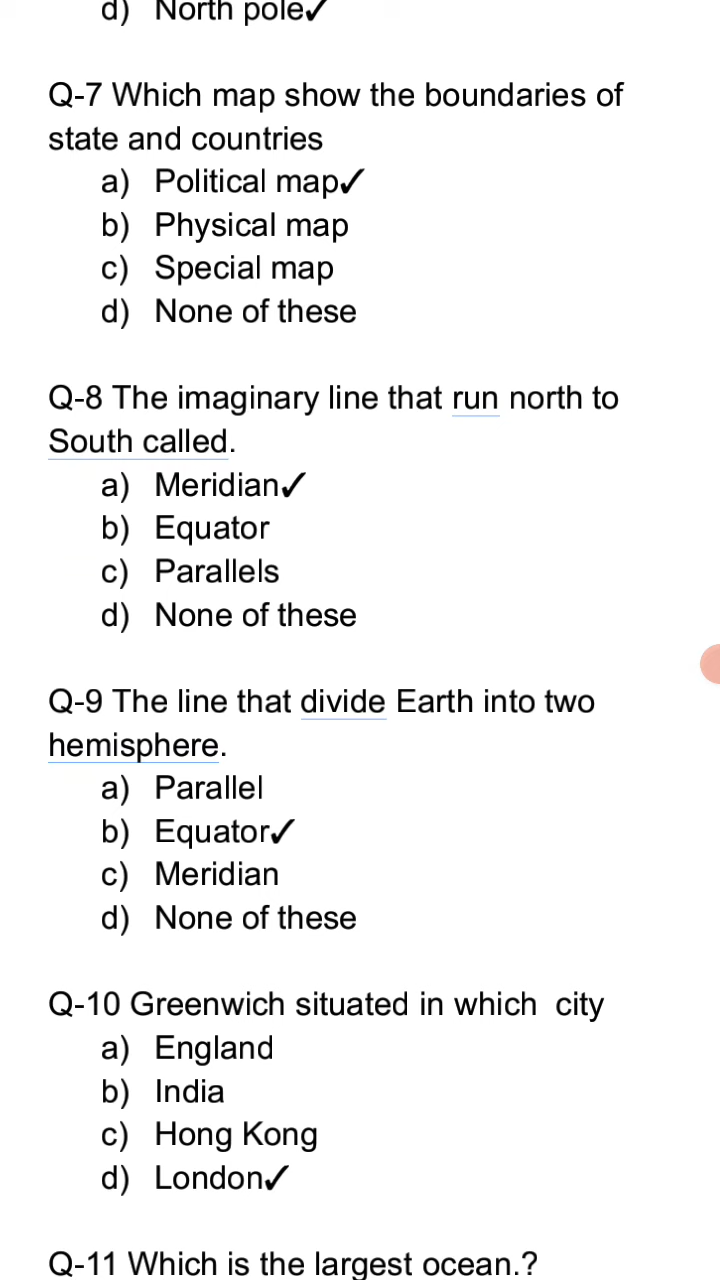 d) North pole✓
Q-7 Which map show the boundaries of
state and countries
a) Political map✓
b) Physical map
c) Special map
d) None of these
Q-8 The imaginary line that run north to
South called.
a) Meridian✓
b) Equator
c) Parallels
d) None of these
Q-9 The line that divide Earth into two
hemisphere.
a) Parallel
b) Equator✓
c) Meridian
d) None of these
Q-10 Greenwich situated in which  city
a) England
b) India
c) Hong Kong
d) London✓
Q-11 Which is the largest ocean.?